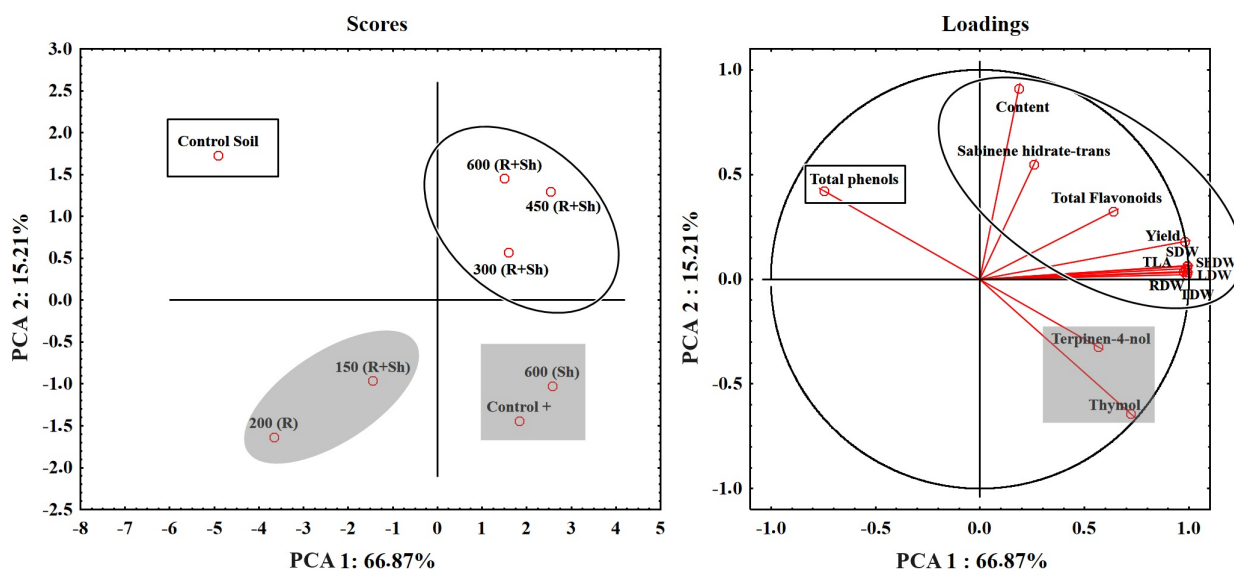 Scores
3.0
2.5
2.0
1.5
1.0
0.5
0.0
-0.5
-1.0
-1.5
-2.0
-2.5
PCA 2: 15.21%
Control Soil
600 (R+Sh)
450 (R+Sh)
300 (R+Sh)
150 (R+Sh)
200 (R)
600 (Sh)
Control +
-8 -7 -6 -5 -4 -3 -2 -1 0 1 2 3 4 5
PCA 1: 66.87%
Loadings
1.0
0.5
0.0
-0.5
-1.0
PCA 2 : 15.21%
Content
Sabinene hidrate-trans
Total phenols
Total Flavonoids
Yield
SDW
TLA SHDW
LDW
RDW
TDW
Terpinen-4-nol
Thymol
-1.0 -0.5 0.0 0.5 1.0
PCA 1 : 66.87%